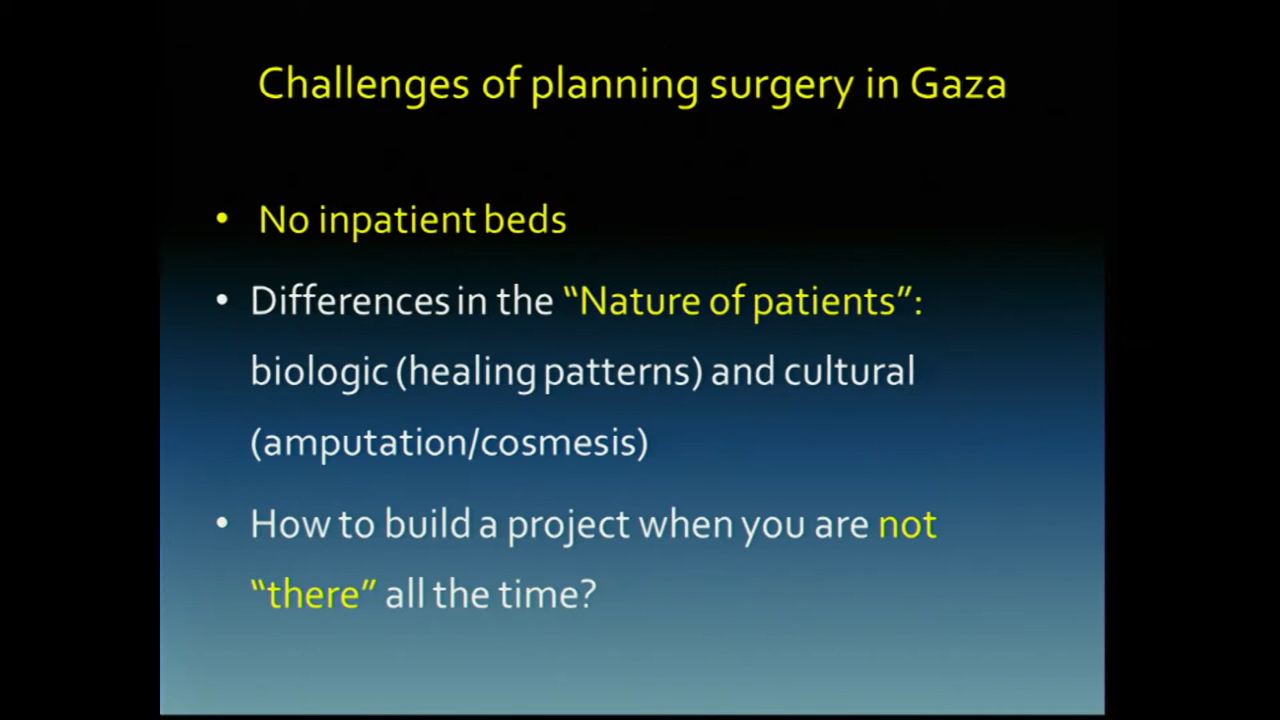 Challenges of planning surgery in Gaza
• No inpatient beds
• Differences in the “Nature of patients”:
biologic (healing patterns) and cultural
(amputation/cosmesis)
• How to build a project when you are not
“there” all the time?